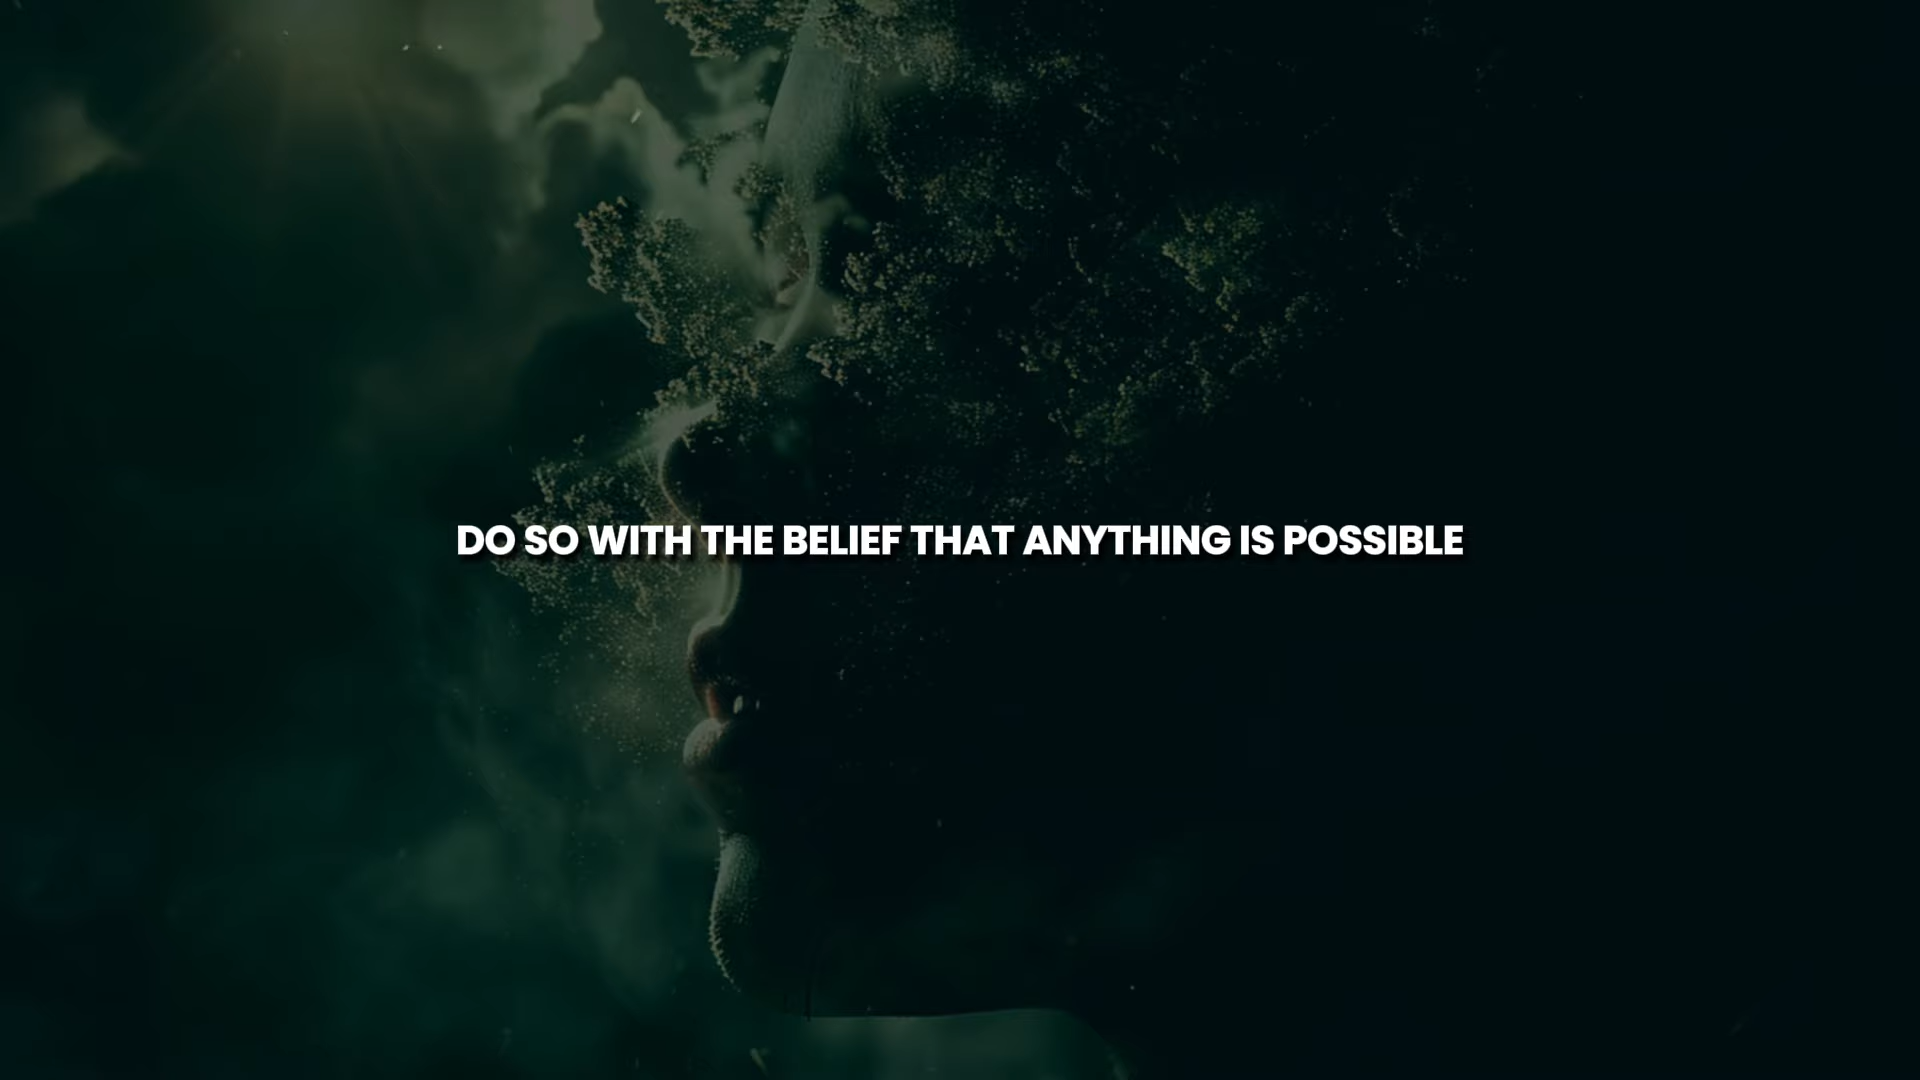 DO SO WITH THE BELIEF THAT ANYTHING IS POSSIBLE